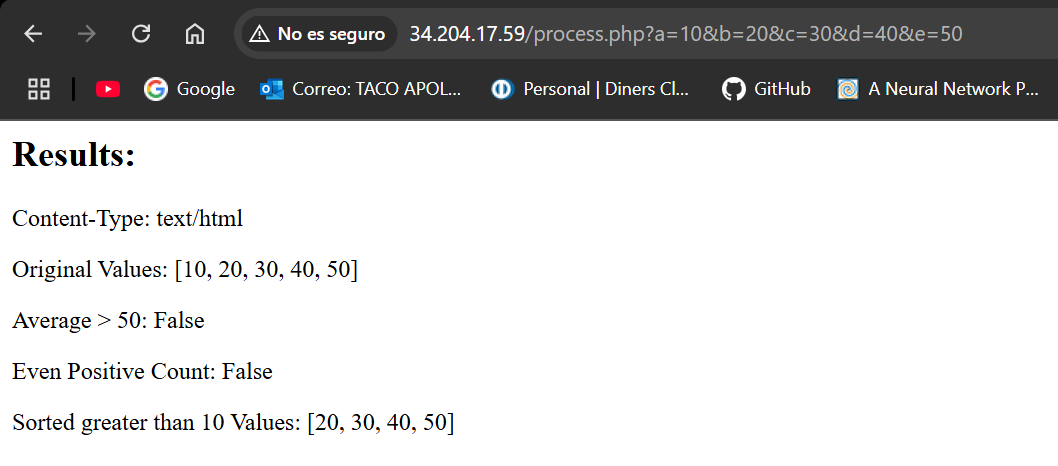 No es seguro 34.204.17.59/process.php?a=10&b=20&c=30&d=40&e=50
Google Correo: TACO APOL... Personal | Diners Cl... GitHub A Neural Network P...
Results:
Content-Type: text/html
Original Values: [10, 20, 30, 40, 50]
Average > 50: False
Even Positive Count: False
Sorted greater than 10 Values: [20, 30, 40, 50]